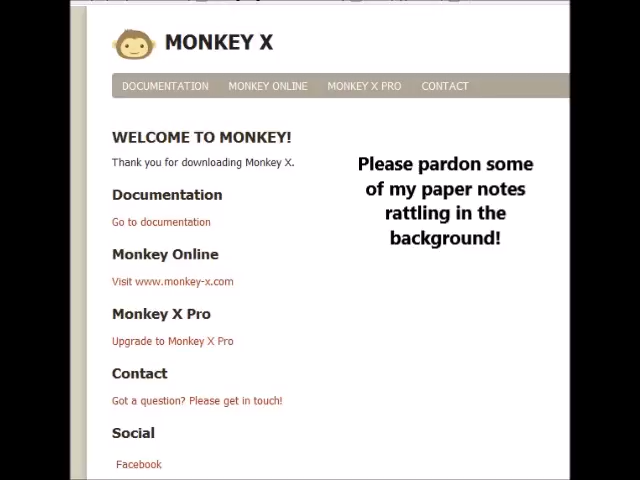 MONKEY X
DOCUMENTATION MONKEY ONLINE MONKEY X PRO CONTACT
WELCOME TO MONKEY!
Thank you for downloading Monkey X.
Documentation
Go to documentation
Monkey Online
Visit www.monkey-x.com
Monkey X Pro
Upgrade to Monkey X Pro
Contact
Got a question? Please get in touch!
Social
Facebook
Please pardon some
of my paper notes
rattling in the
background!